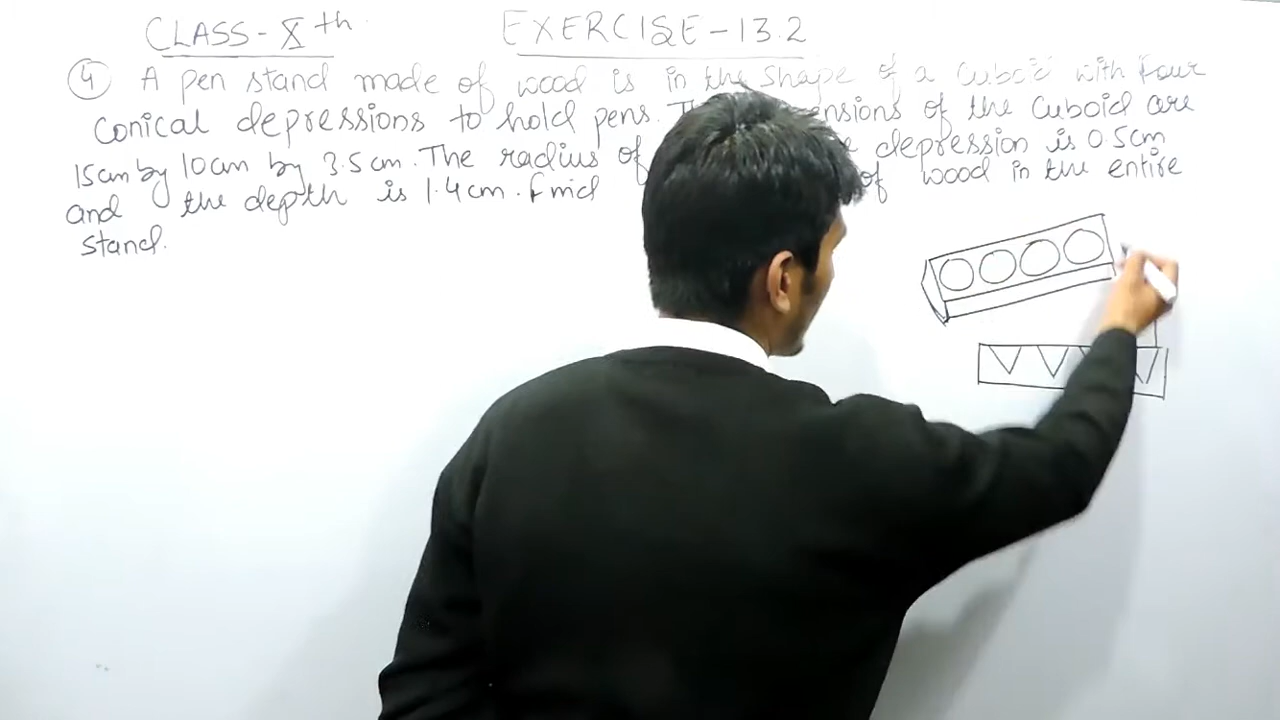 CLASS - Xth EXERCISE - 13.2
④ A pen stand made of wood is in the shape of a cuboid with four
conical depressions to hold pens. The ensions of the cuboid are
15cm by 10cm by 3.5cm. The radius of depression is 0.5cm
and the depth is 1.4cm. Find of wood in the entire
stand.